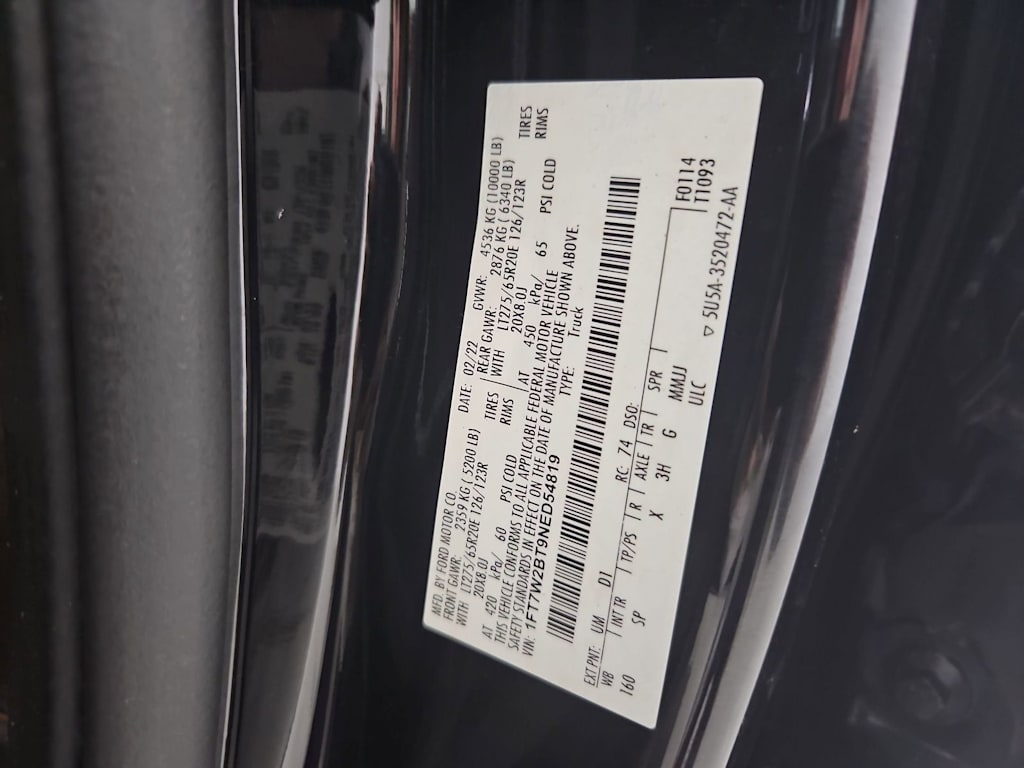 MFD. BY FORD MOTOR CO. DATE: 02/22 GVWR: 4536 KG (10000 LB)
FRONT GAWR: 2359 KG ( 5200 LB) REAR GAWR: 2876 KG ( 6340 LB)
WITH LT275/65R20E 126/123R TIRES WITH LT275/65R20E 126/123R TIRES
20X8.0J RIMS 20X8.0J RIMS
AT 420 kPa/ 60 PSI COLD AT 450 kPa/ 65 PSI COLD
THIS VEHICLE CONFORMS TO ALL APPLICABLE FEDERAL MOTOR VEHICLE
SAFETY STANDARDS IN EFFECT ON THE DATE OF MANUFACTURE SHOWN ABOVE.
VIN: 1FT7W2BT9NED54819 TYPE: Truck
EXT PNT: UM D1 RC: 74 DSO: F0114
WB INT TR TP/PS R AXLE TR SPR T1093
160 SP X 3H G MMJJ
ULC ▽ 5U5A-3520472-AA